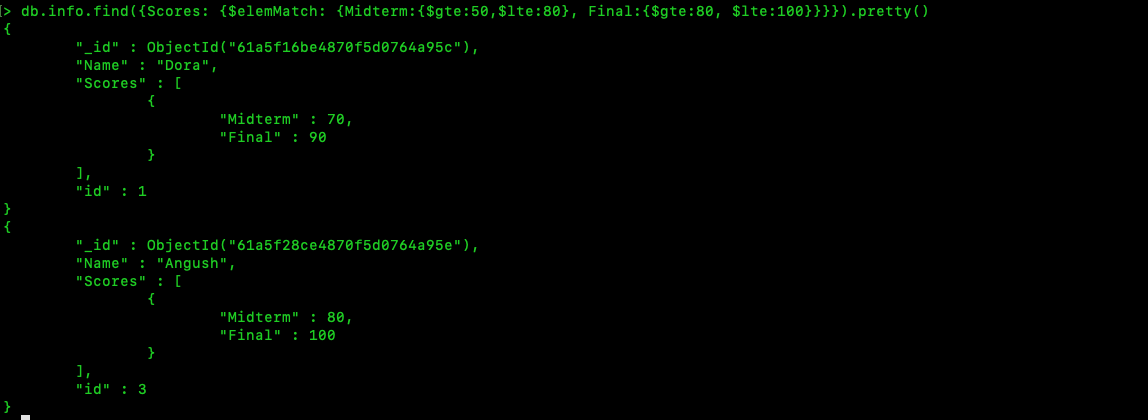 > db.info.find({Scores: {$elemMatch: {Midterm:{$gte:50,$lte:80}, Final:{$gte:80, $lte:100}}}}).pretty()
{
        "_id" : ObjectId("61a5f16be4870f5d0764a95c"),
        "Name" : "Dora",
        "Scores" : [
                {
                        "Midterm" : 70,
                        "Final" : 90
                }
        ],
        "id" : 1
}
{
        "_id" : ObjectId("61a5f28ce4870f5d0764a95e"),
        "Name" : "Angush",
        "Scores" : [
                {
                        "Midterm" : 80,
                        "Final" : 100
                }
        ],
        "id" : 3
}